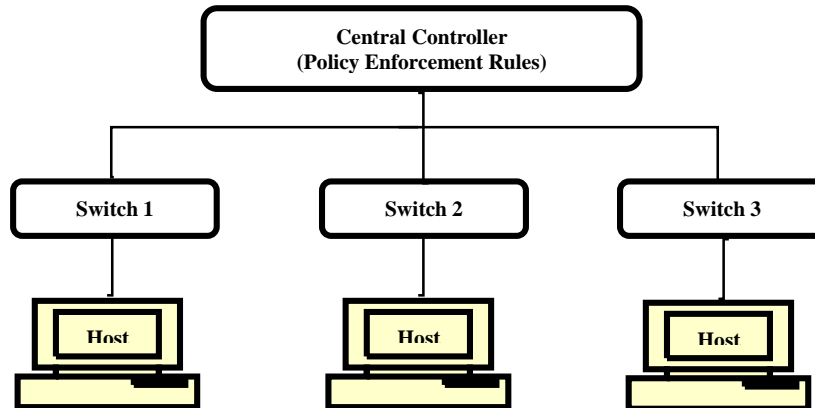 Central Controller
(Policy Enforcement Rules)
Switch 1
Switch 2
Switch 3
Host
Host
Host